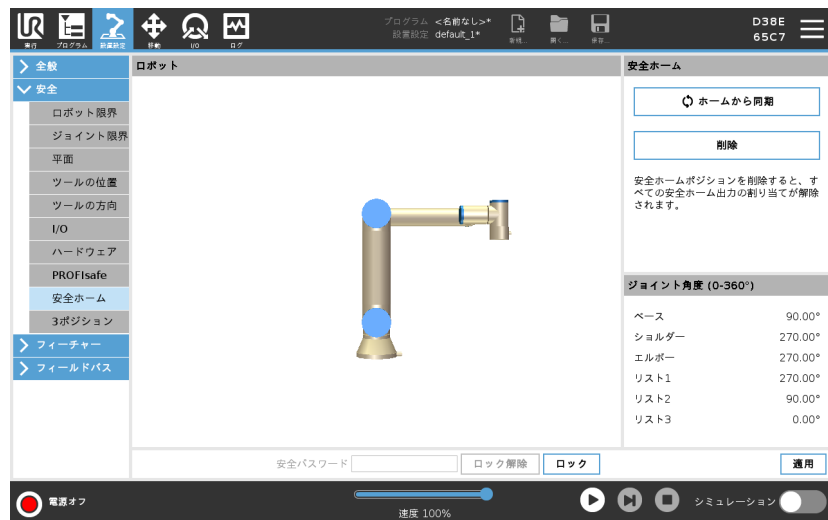 プログラム <名前なし>*
設置設定 default_1*
D38E
65C7
実行
プログラム
設置設定
移動
I/O
ログ
新規...
開く...
保存...
全般
安全
ロボット限界
ジョイント限界
平面
ツールの位置
ツールの方向
I/O
ハードウェア
PROFIsafe
安全ホーム
3ポジション
フィーチャー
フィールドバス
ロボット
安全ホーム
ホームから同期
削除
安全ホームポジションを削除すると、す
べての安全ホーム出力の割り当てが解除
されます。
ジョイント角度 (0-360°)
ベース 90.00°
ショルダー 270.00°
エルボー 270.00°
リスト1 270.00°
リスト2 90.00°
リスト3 0.00°
安全パスワード ロック解除 ロック 適用
電源オフ
速度 100%
シミュレーション